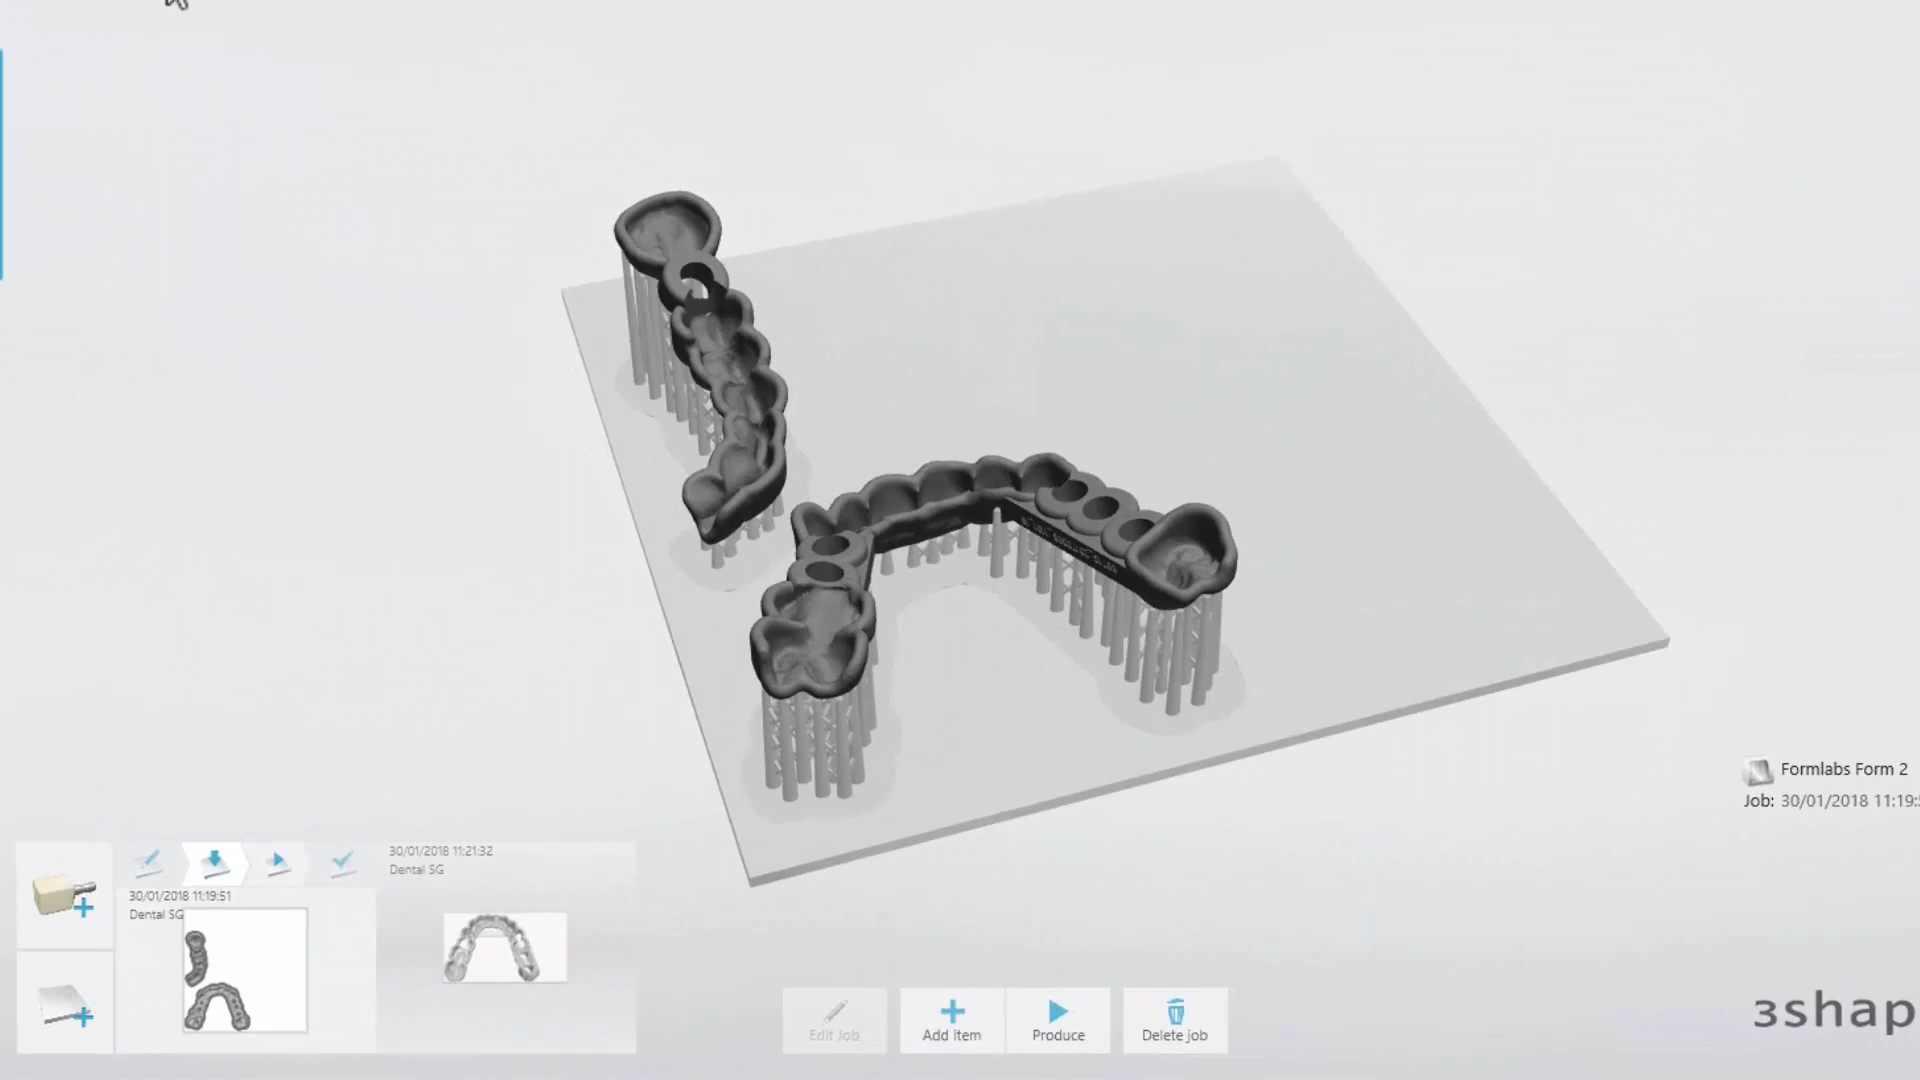 Formlabs Form 2
Job: 30/01/2018 11:19:
30/01/2018 11:21:32
Dental SG
30/01/2018 11:19:51
Dental SG
Edit Job
Add item
Produce
Delete job
3shap